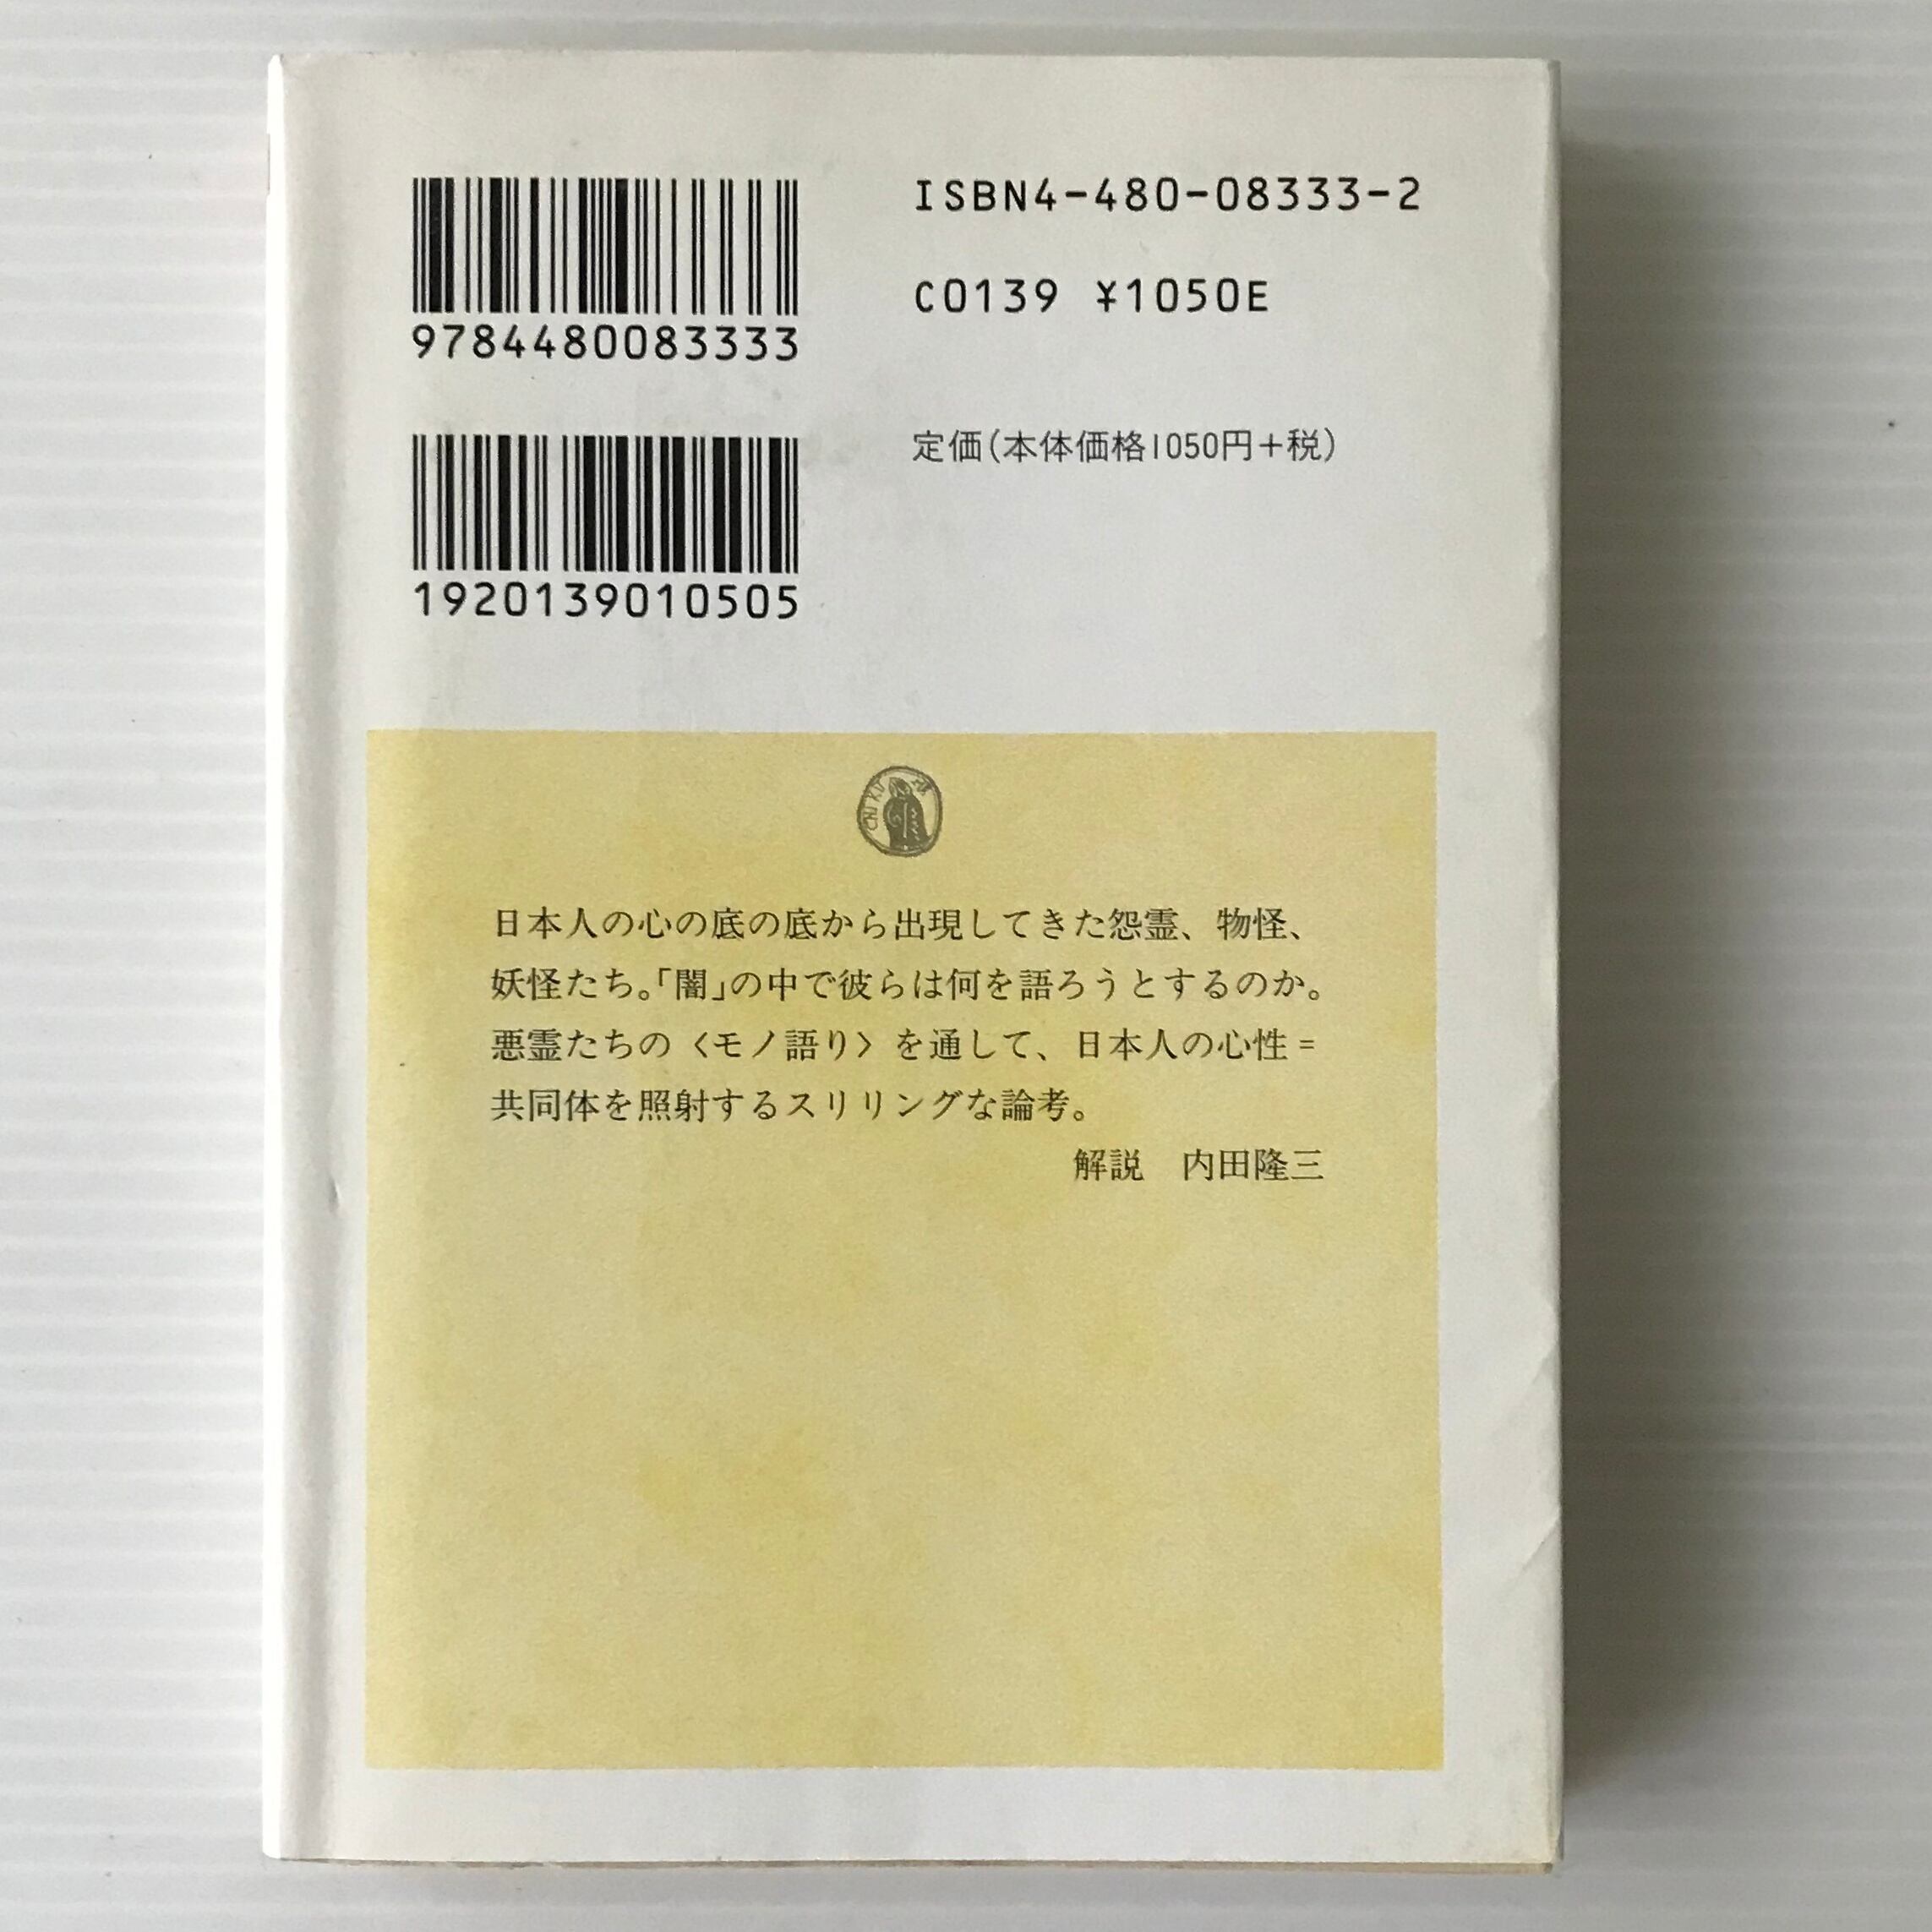 ISBN4-480-08333-2
9784480083333
C0139 ¥1050E
定価(本体価格1050円+税)
1920139010505
CHIKUMA
日本人の心の底の底から出現してきた怨霊、物怪、
妖怪たち。「闇」の中で彼らは何を語ろうとするのか。
悪霊たちの〈モノ語り〉を通して、日本人の心性=
共同体を照射するスリリングな論考。
解説 内田隆三